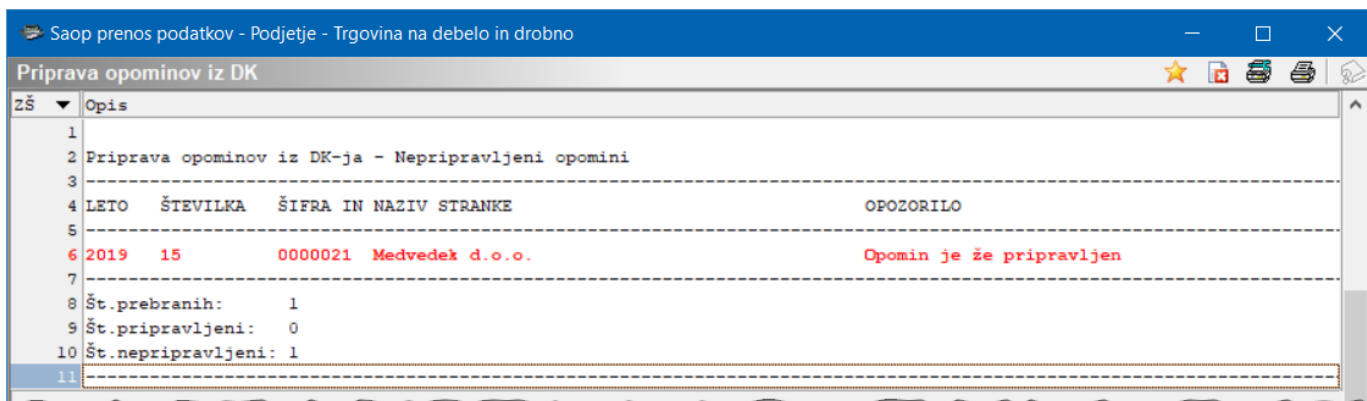 Saop prenos podatkov - Podjetje - Trgovina na debelo in drobno
Priprava opominov iz DK
ZŠ Opis
1
2 Priprava opominov iz DK-ja - Nepripravljeni opomini
3 --------------------------------------------------------------------------------
4 LETO ŠTEVILKA ŠIFRA IN NAZIV STRANKE OPOZORILO
5 --------------------------------------------------------------------------------
6 2019 15 0000021 Medvedek d.o.o. Opomin je že pripravljen
7 --------------------------------------------------------------------------------
8 Št.prebranih: 1
9 Št.pripravljeni: 0
10 Št.nepripravljeni: 1
11 --------------------------------------------------------------------------------